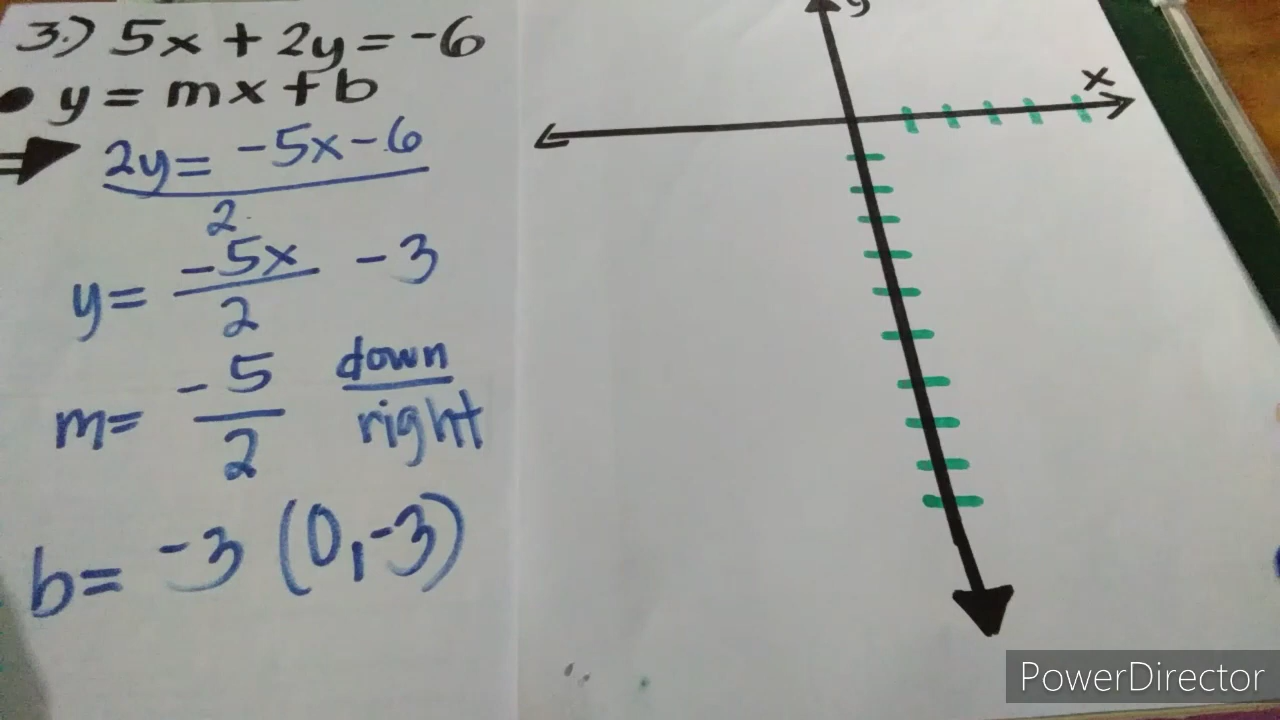 3.) 5x + 2y = -6
• y = mx + b
2y = -5x - 6
2
y = -5x - 3
2
m = -5 down
2 right
b = -3 (0, -3)
y
x
PowerDirector